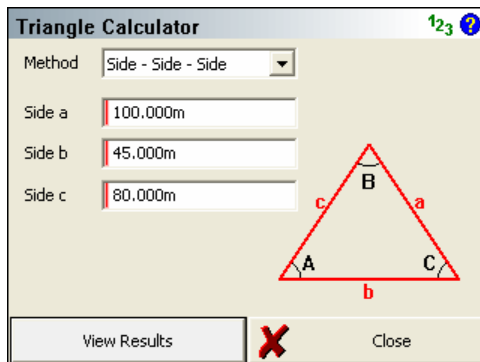 Triangle Calculator 123 ?
Method Side - Side - Side
Side a 100.000m
Side b 45.000m
Side c 80.000m
B
c a
A C
b
View Results Close